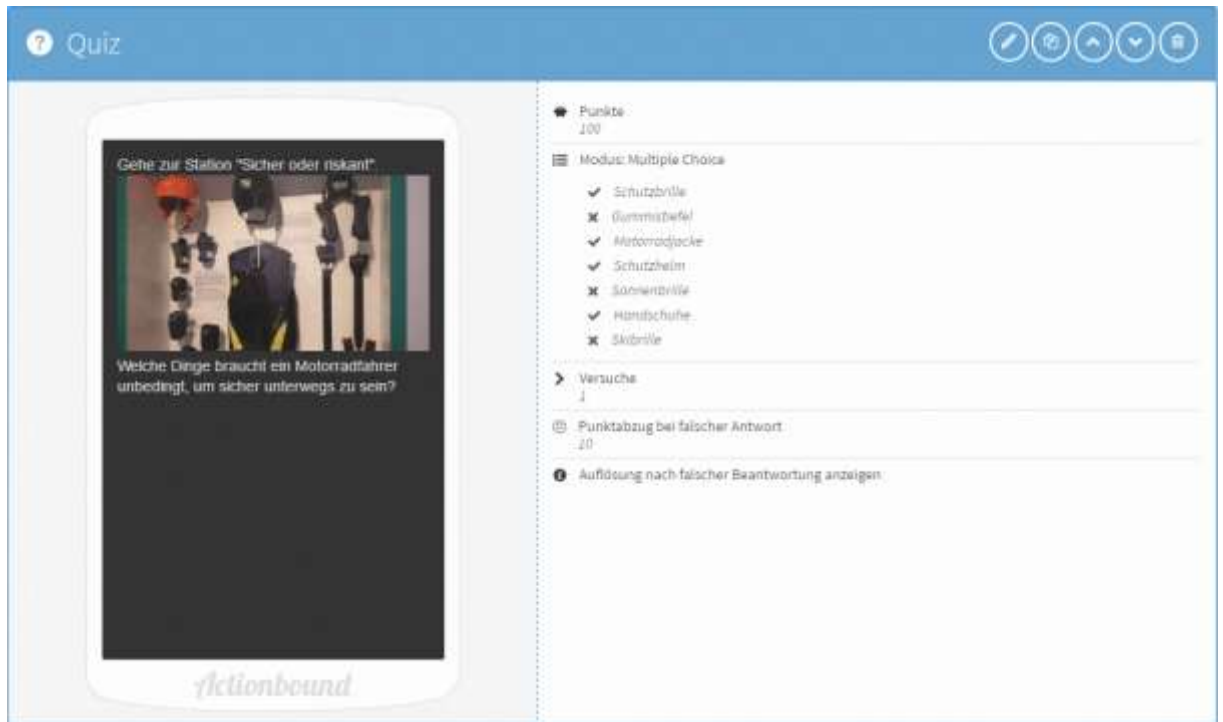 Quiz
Gehe zur Station "Sicher oder riskant"
Welche Dinge braucht ein Motorradfahrer
unbedingt, um sicher unterwegs zu sein?
Actionbound
Punkte
100
Modus: Multiple Choice
Schutzbrille
Gummistiefel
Motorradjacke
Schutzhelm
Sonnenbrille
Handschuhe
Skibrille
Versuche
1
Punktabzug bei falscher Antwort
10
Auflösung nach falscher Beantwortung anzeigen